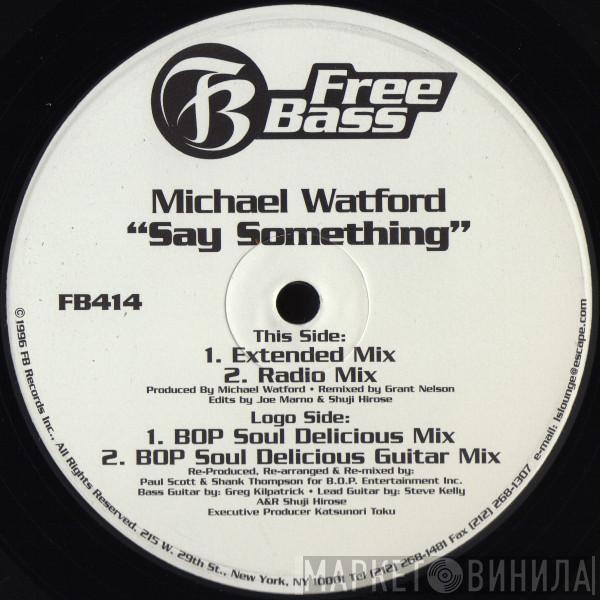 FB
Free
Bass
Michael Watford
“Say Something”
FB414
This Side:
1. Extended Mix
2. Radio Mix
Produced By Michael Watford • Remixed by Grant Nelson
Edits by Joe Marno & Shuji Hirose
Logo Side:
1. BOP Soul Delicious Mix
2. BOP Soul Delicious Guitar Mix
Re-Produced, Re-arranged & Re-mixed by:
Paul Scott & Shank Thompson for B.O.P. Entertainment Inc.
Bass Guitar by: Greg Kilpatrick • Lead Guitar by: Steve Kelly
A&R Shuji Hirose
Executive Producer Katsunori Toku
©1996 FB Records Inc., All Rights Reserved. 215 W. 29th St., New York, NY 10001 Tel (212) 268-1481 Fax (212) 268-1307 e-mail: lslounge@escape.com
МАРКЕТ ВИНИЛА